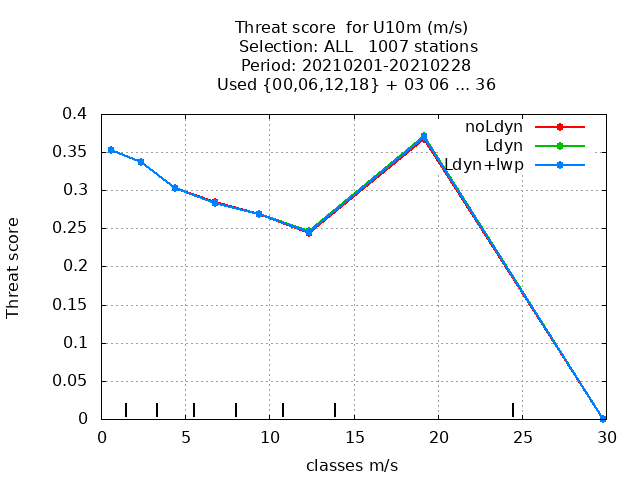 Threat score  for U10m (m/s)
Selection: ALL   1007 stations
Period: 20210201-20210228
Used {00,06,12,18} + 03 06 ... 36
noLdyn
Ldyn
Ldyn+lwp
0.4
0.35
0.3
0.25
0.2
0.15
0.1
0.05
0
Threat score
0 5 10 15 20 25 30
classes m/s